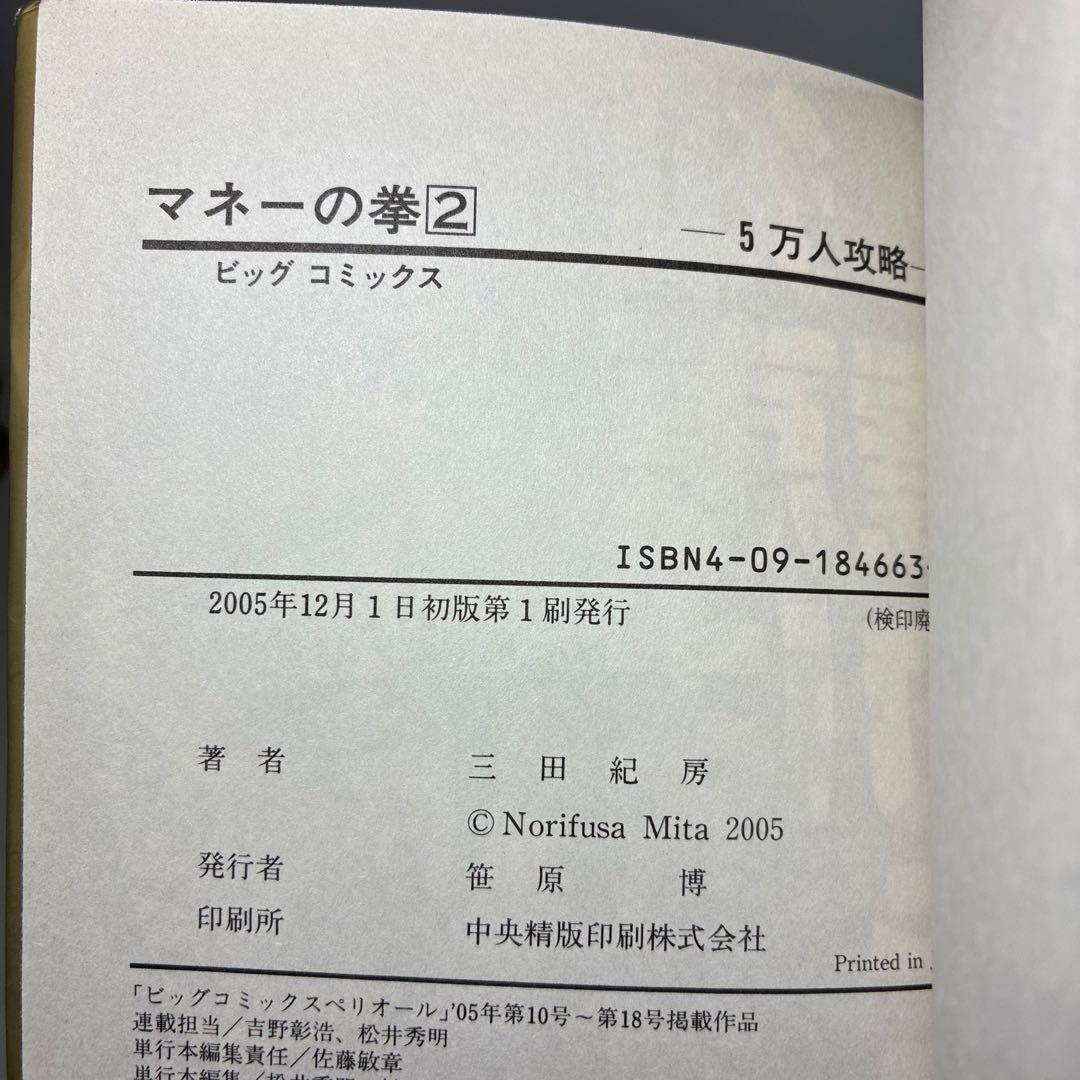 マネーの拳2
―5万人攻略―
ビッグ コミックス
ISBN4-09-184663-
2005年12月1日初版第1刷発行
(検印廃
著者 三田紀房
©Norifusa Mita 2005
発行者 笹原 博
印刷所 中央精版印刷株式会社
Printed in
「ビッグコミックスペリオール」'05年第10号～第18号掲載作品
連載担当／吉野彰浩、松井秀明
単行本編集責任／佐藤敏章
単行本編集／